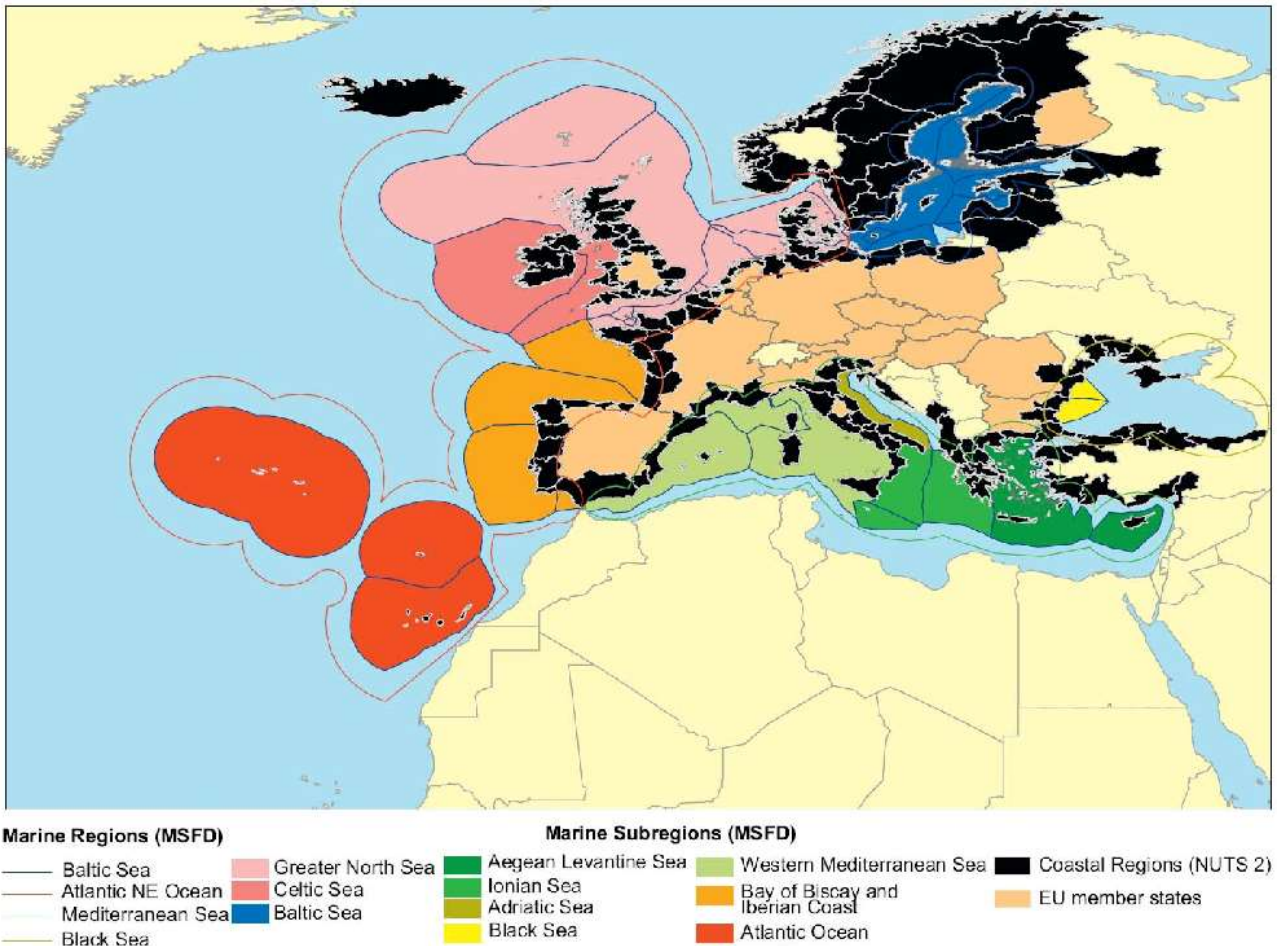 Marine Regions (MSFD)
Baltic Sea
Atlantic NE Ocean
Mediterranean Sea
Black Sea
Greater North Sea
Celtic Sea
Baltic Sea
Marine Subregions (MSFD)
Aegean Levantine Sea
Ionian Sea
Adriatic Sea
Black Sea
Western Mediterranean Sea
Bay of Biscay and
Iberian Coast
Atlantic Ocean
Coastal Regions (NUTS 2)
EU member states